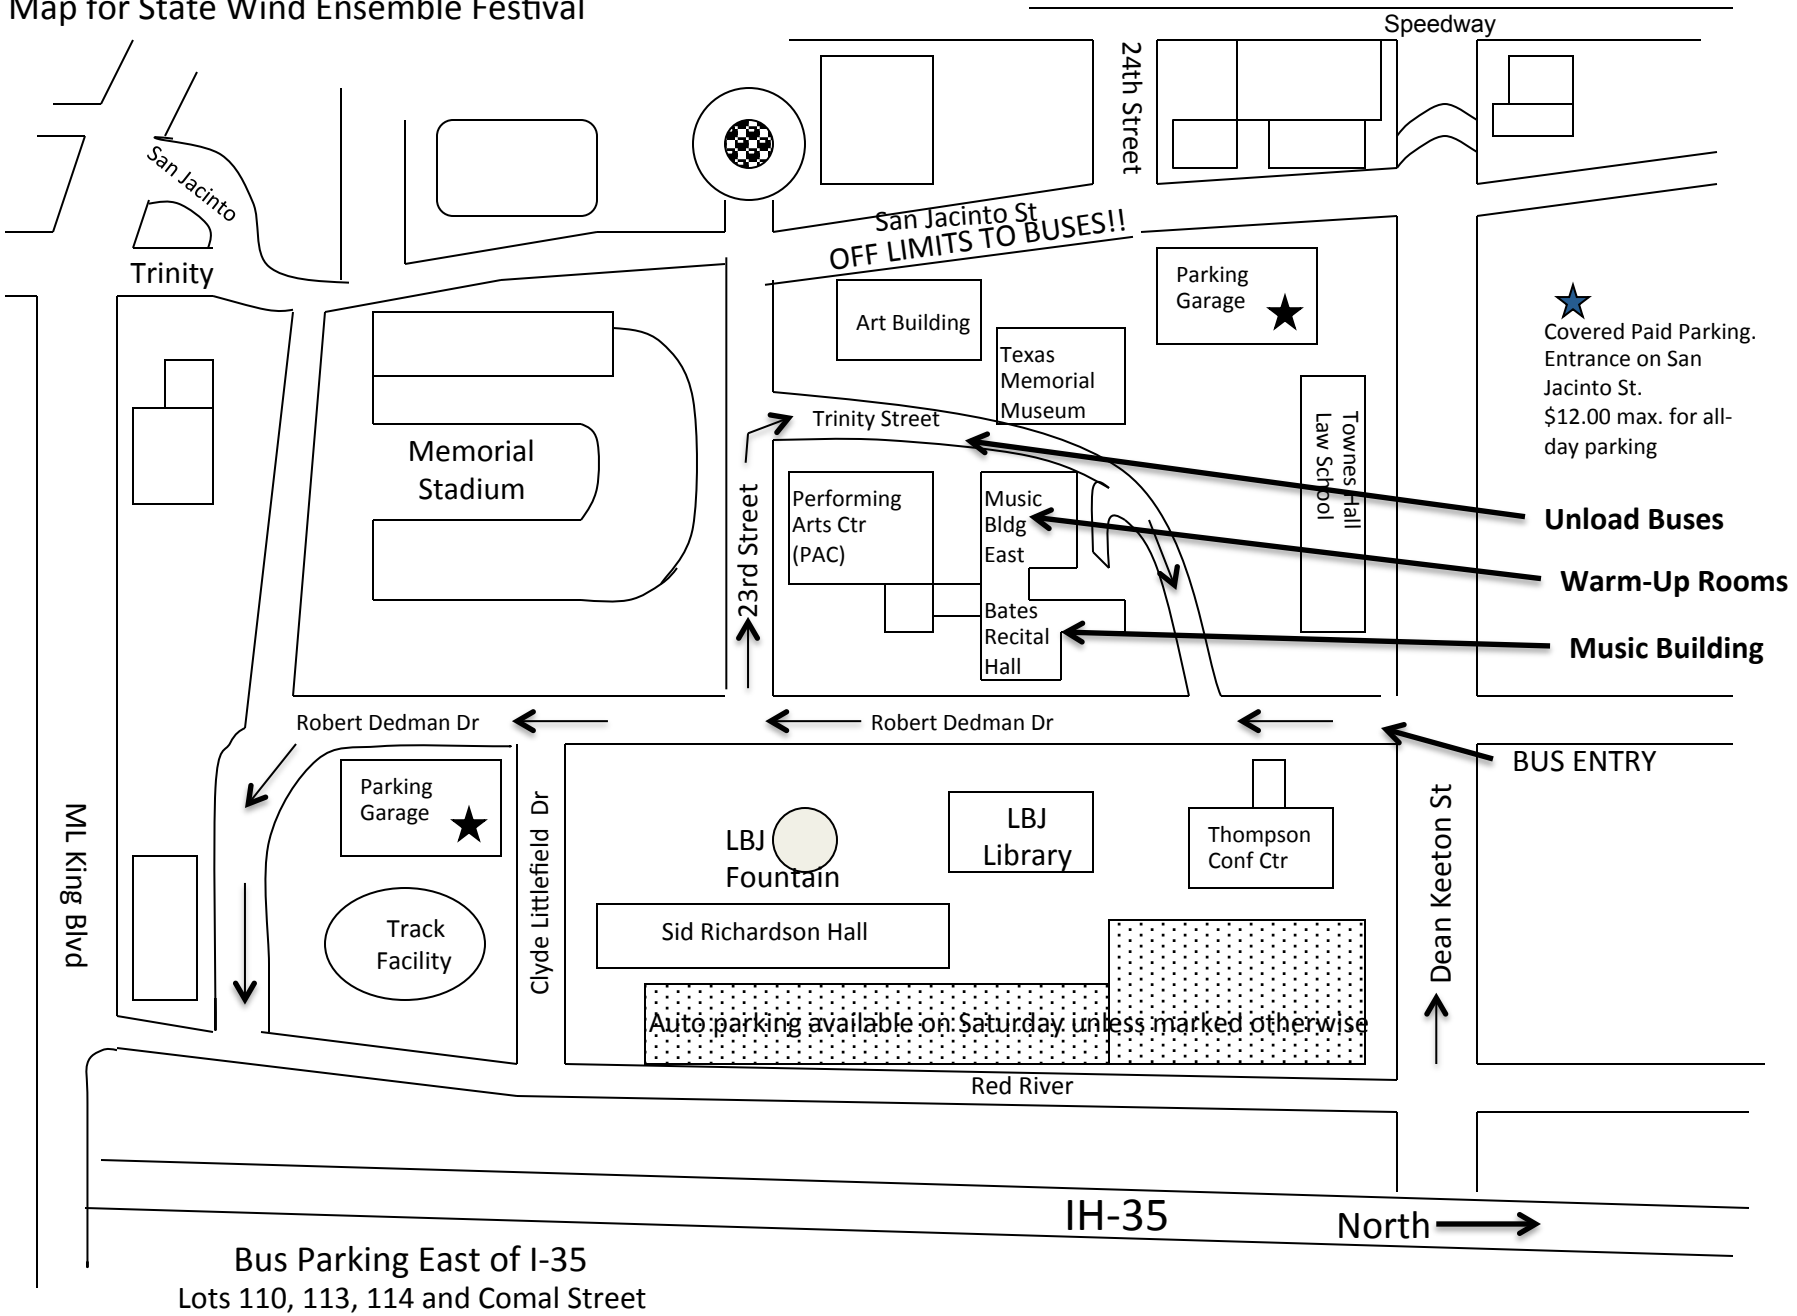 Map for State Wind Ensemble Festival
Speedway
24th Street
San Jacinto
Trinity
San Jacinto St
OFF LIMITS TO BUSES!!
Parking
Garage
Art Building
Texas
Memorial
Museum
Covered Paid Parking.
Entrance on San
Jacinto St.
$12.00 max. for all-
day parking
Trinity Street
Townes Hall
Law School
Memorial
Stadium
23rd Street
Performing
Arts Ctr
(PAC)
Music
Bldg
East
Unload Buses
Warm-Up Rooms
Bates
Recital
Hall
Music Building
Robert Dedman Dr
Robert Dedman Dr
BUS ENTRY
Parking
Garage
ML King Blvd
Clyde Littlefield Dr
LBJ
Fountain
LBJ
Library
Thompson
Conf Ctr
Dean Keeton St
Track
Facility
Sid Richardson Hall
Auto parking available on Saturday unless marked otherwise
Red River
IH-35
North
Bus Parking East of I-35
Lots 110, 113, 114 and Comal Street